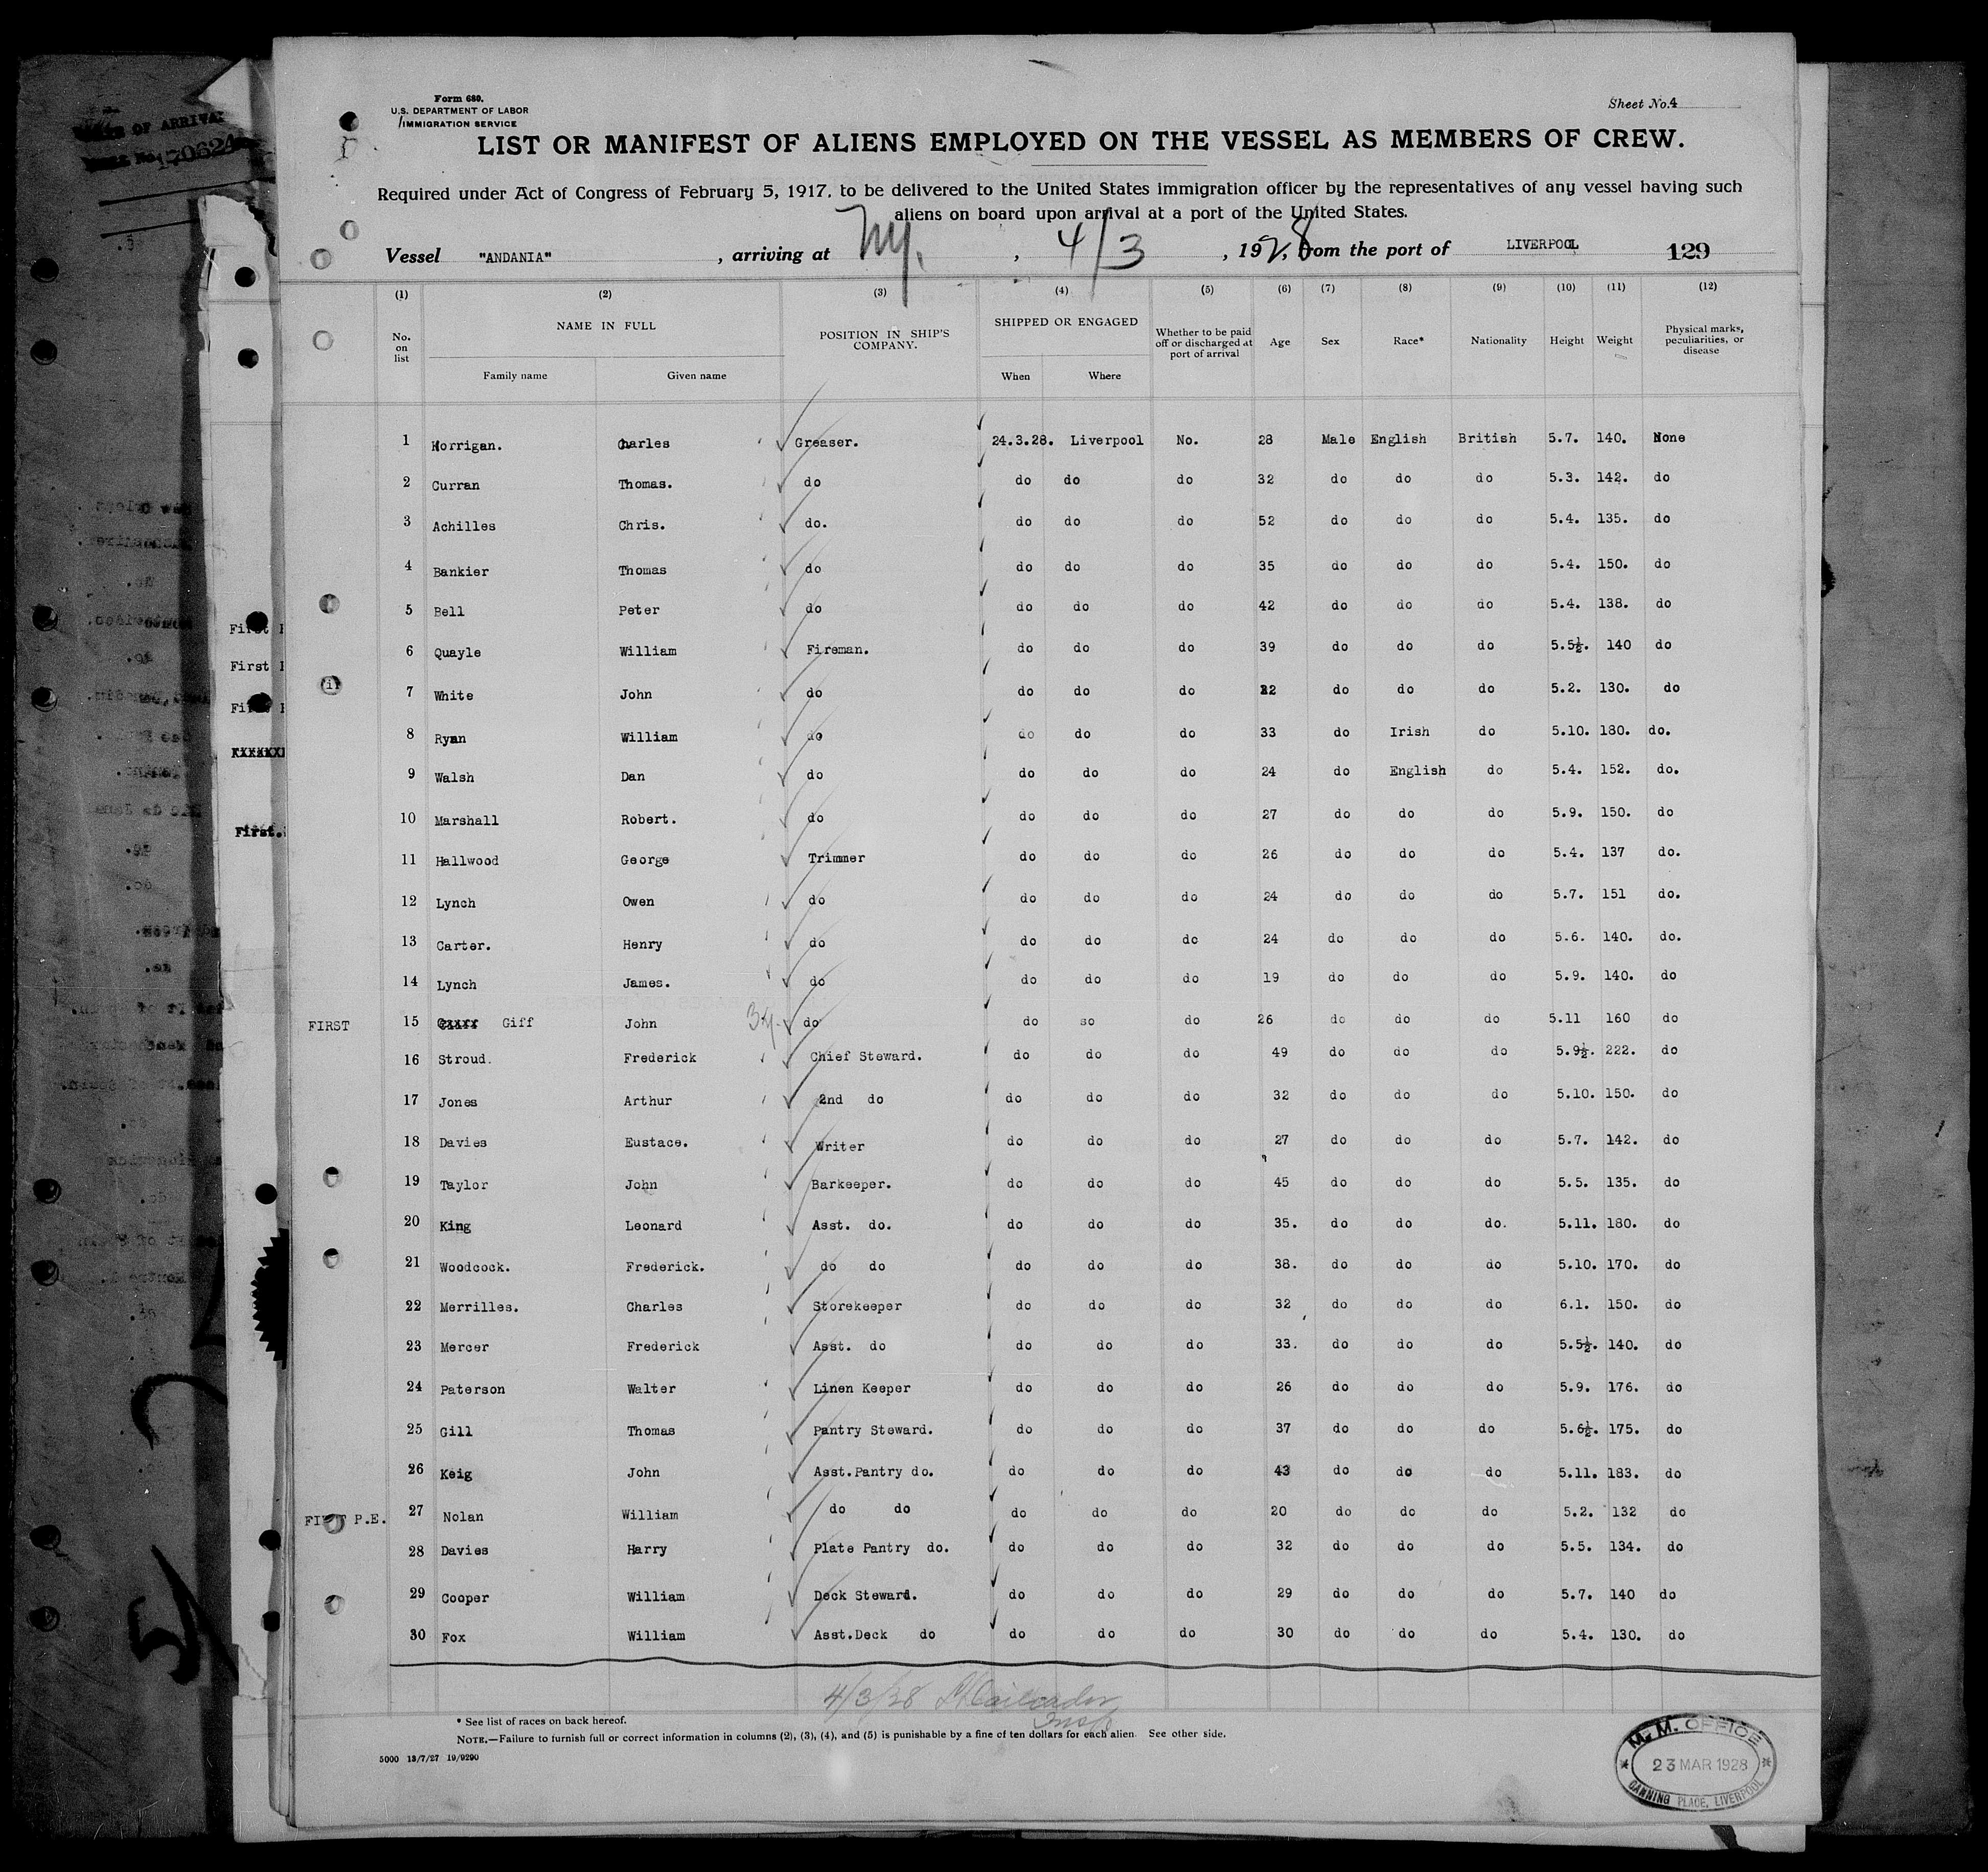 Form 680.
U.S. DEPARTMENT OF LABOR
IMMIGRATION SERVICE
Sheet No. 4
LIST OR MANIFEST OF ALIENS EMPLOYED ON THE VESSEL AS MEMBERS OF CREW.
Required under Act of Congress of February 5, 1917, to be delivered to the United States immigration officer by the representatives of any vessel having such
aliens on board upon arrival at a port of the United States.
Vessel "ANDANIA", arriving at Ny., 4/3, 1928, from the port of LIVERPOOL 129
(1) (2) (3) (4) (5) (6) (7) (8) (9) (10) (11) (12)
No. on list NAME IN FULL POSITION IN SHIP'S COMPANY. SHIPPED OR ENGAGED Whether to be paid off or discharged at port of arrival Age Sex Race* Nationality Height Weight Physical marks, peculiarities, or disease
Family name Given name When Where
1 Horrigan. Charles Greaser. 24.3.28. Liverpool No. 28 Male English British 5.7. 140. None
2 Curran Thomas. do do do do 32 do do do 5.3. 142. do
3 Achilles Chris. do. do do do 52 do do do 5.4. 135. do
4 Bankier Thomas do do do do 35 do do do 5.4. 150. do
5 Bell Peter do do do do 42 do do do 5.4. 138. do
6 Quayle William Fireman. do do do 39 do do do 5.5½. 140 do
7 White John do do do do 22 do do do 5.2. 130. do
8 Ryan William do do do do 33 do Irish do 5.10. 180. do.
9 Walsh Dan do do do do 24 do English do 5.4. 152. do.
10 Marshall Robert. do do do do 27 do do do 5.9. 150. do
11 Hallwood George Trimmer do do do 26 do do do 5.4. 137 do.
12 Lynch Owen do do do do 24 do do do 5.7. 151 do.
13 Carter. Henry do do do do 24 do do do 5.6. 140. do.
14 Lynch James. do do do do 19 do do do 5.9. 140. do
FIRST 15 Giff John do do so do 26 do do do 5.11 160 do
16 Stroud. Frederick Chief Steward. do do do 49 do do do 5.9½. 222. do
17 Jones Arthur 2nd do do do do 32 do do do 5.10. 150. do
18 Davies Eustace. Writer do do do 27 do do do 5.7. 142. do
19 Taylor John Barkeeper. do do do 45 do do do 5.5. 135. do
20 King Leonard Asst. do. do do do 35. do do do. 5.11. 180. do
21 Woodcock. Frederick. do do do do do 38. do do do 5.10. 170. do
22 Merrilles. Charles Storekeeper do do do 32 do do do 6.1. 150. do
23 Mercer Frederick Asst. do do do do 33. do do do 5.5½. 140. do
24 Paterson Walter Linen Keeper do do do 26 do do do 5.9. 176. do
25 Gill Thomas Pantry Steward. do do do 37 do do do 5.6½. 175. do
26 Keig John Asst.Pantry do. do do do 43 do do do 5.11. 183. do
FIRST P.E. 27 Nolan William do do do do do 20 do do do 5.2. 132 do
28 Davies Harry Plate Pantry do. do do do 32 do do do 5.5. 134. do
29 Cooper William Deck Steward. do do do 29 do do do 5.7. 140 do
30 Fox William Asst.Deck do do do do 30 do do do 5.4. 130. do
4/3/28
* See list of races on back hereof.
NOTE.—Failure to furnish full or correct information in columns (2), (3), (4), and (5) is punishable by a fine of ten dollars for each alien. See other side.
5000 13/7/27 19/9290
M. M. OFFICE
23 MAR 1928
CANNING PLACE, LIVERPOOL